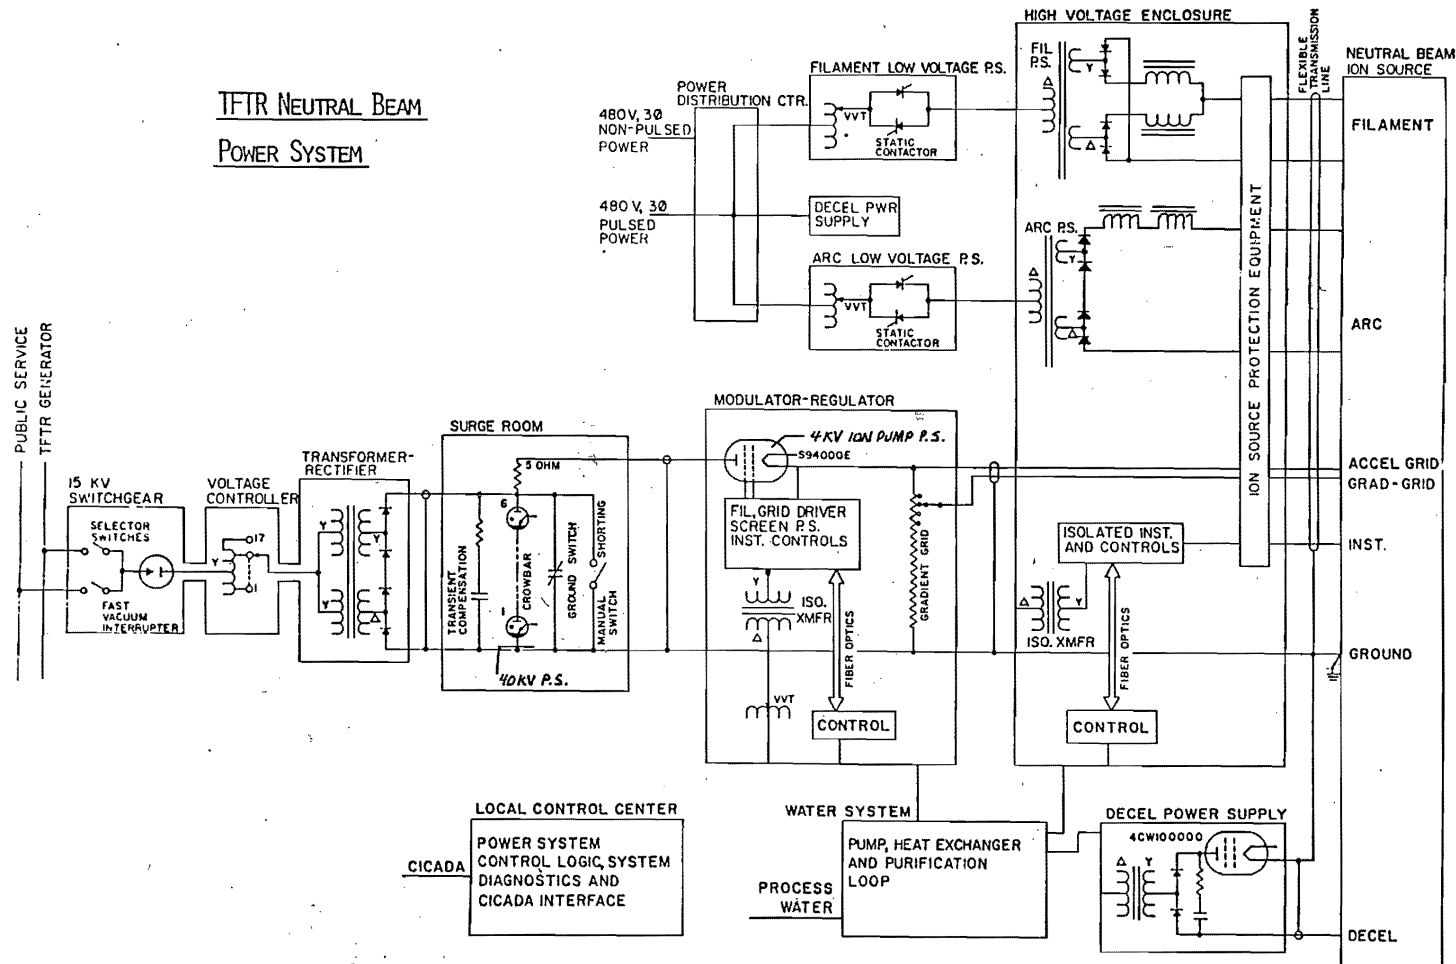 TFTR NEUTRAL BEAM
POWER SYSTEM
PUBLIC SERVICE
TFTR GENERATOR
15 KV
SWITCHGEAR
SELECTOR
SWITCHES
FAST
VACUUM
INTERRUPTER
VOLTAGE
CONTROLLER
Y
17
1
TRANSFORMER-
RECTIFIER
Y
Y
Y
Δ
SURGE ROOM
5 OHM
6
1
TRANSIENT
COMPENSATION
CROWBAR
GROUND SWITCH
MANUAL SHORTING
SWITCH
40KV P.S.
POWER
DISTRIBUTION CTR.
480V, 30
NON-PULSED
POWER
480V, 30
PULSED
POWER
FILAMENT LOW VOLTAGE P.S.
VVT
STATIC
CONTACTOR
DECEL PWR
SUPPLY
ARC LOW VOLTAGE P.S.
VVT
STATIC
CONTACTOR
MODULATOR-REGULATOR
4KV ION PUMP P.S.
S94000E
FIL, GRID DRIVER
SCREEN P.S.
INST. CONTROLS
Y
Δ
ISO.
XMFR
VVT
FIBER OPTICS
GRADIENT GRID
CONTROL
HIGH VOLTAGE ENCLOSURE
FIL
P.S.
Δ
Y
Δ
ARC P.S.
Δ
Y
Δ
ION SOURCE PROTECTION EQUIPMENT
ISOLATED INST.
AND CONTROLS
Y
Y
ISO. XMFR
FIBER OPTICS
CONTROL
FLEXIBLE
TRANSMISSION
LINE
NEUTRAL BEAM
ION SOURCE
FILAMENT
ARC
ACCEL GRID
GRAD-GRID
INST.
GROUND
DECEL
LOCAL CONTROL CENTER
POWER SYSTEM
CONTROL LOGIC, SYSTEM
DIAGNOSTICS AND
CICADA INTERFACE
CICADA
WATER SYSTEM
PUMP, HEAT EXCHANGER
AND PURIFICATION
LOOP
PROCESS
WATER
DECEL POWER SUPPLY
4CW100000
Δ
Y